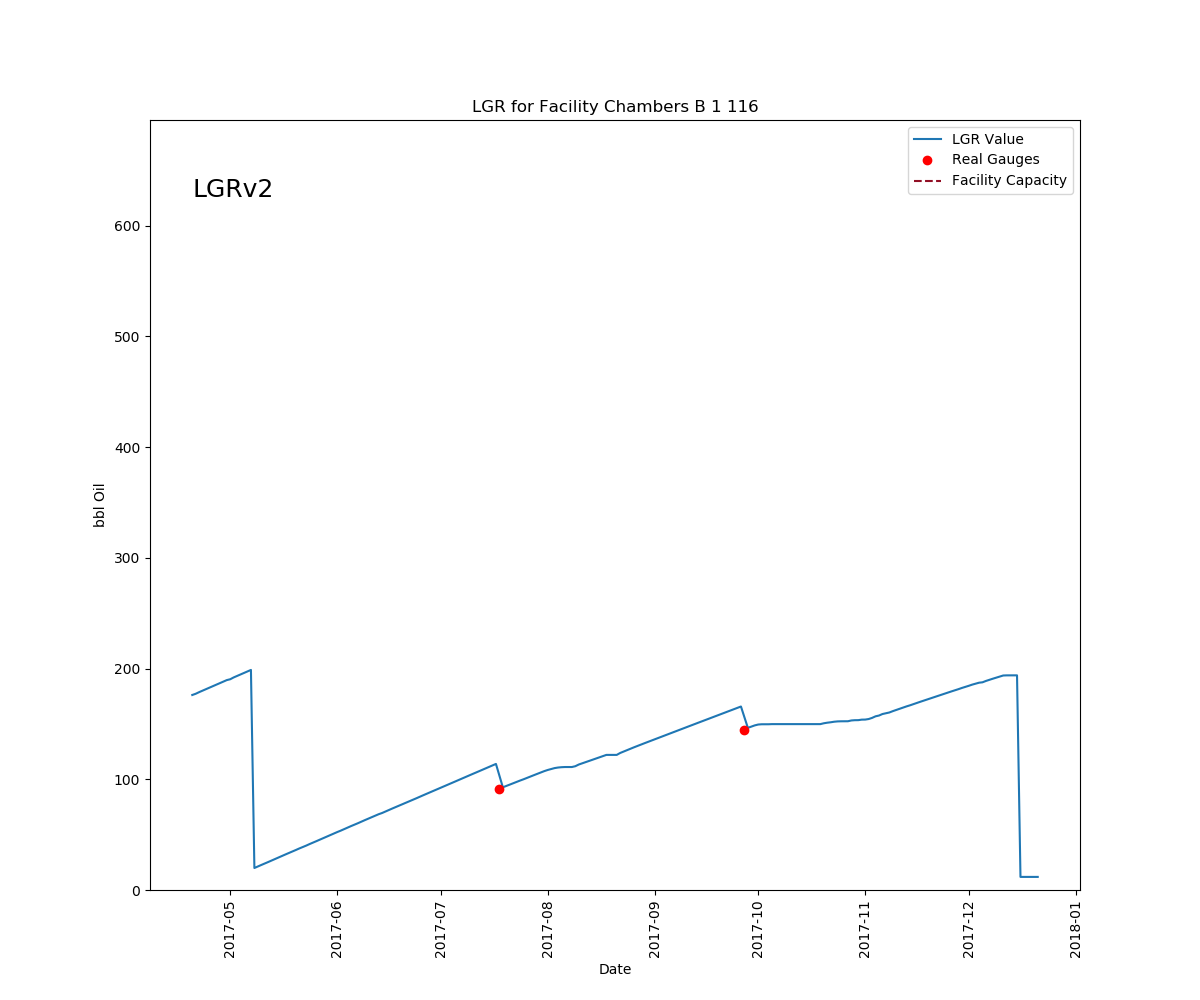 LGR for Facility Chambers B 1 116
LGRv2
LGR Value
Real Gauges
Facility Capacity
600
500
400
300
200
100
0
bbl Oil
2017-05
2017-06
2017-07
2017-08
2017-09
2017-10
2017-11
2017-12
2018-01
Date